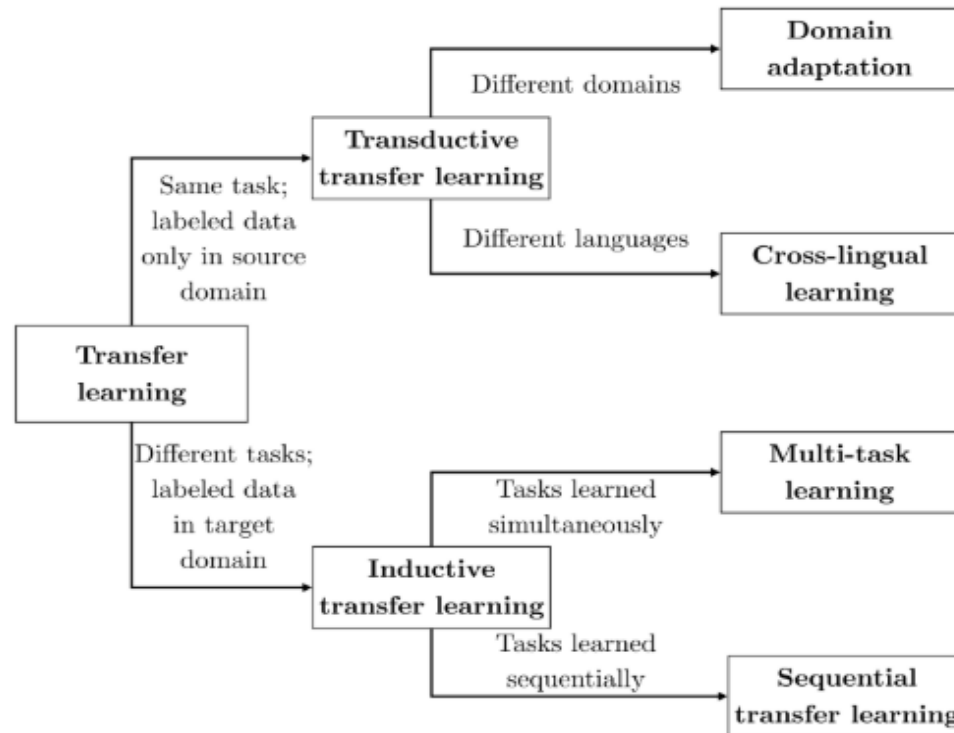 Domain
adaptation
Different domains
Transductive
transfer learning
Same task;
labeled data
only in source
domain
Different languages
Cross-lingual
learning
Transfer
learning
Different tasks;
labeled data
in target
domain
Multi-task
learning
Tasks learned
simultaneously
Inductive
transfer learning
Tasks learned
sequentially
Sequential
transfer learning